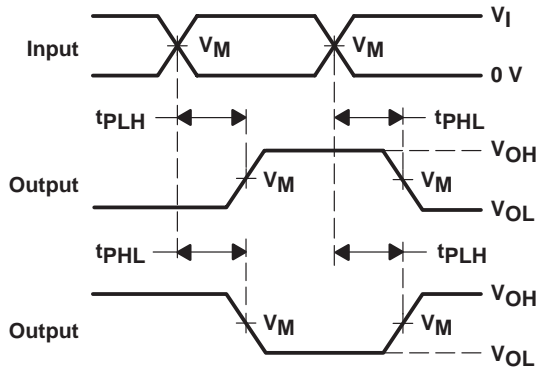 V_I
Input V_M V_M
0 V
t_PLH t_PHL
V_OH
Output V_M V_M
V_OL
t_PHL t_PLH
V_OH
Output V_M V_M
V_OL